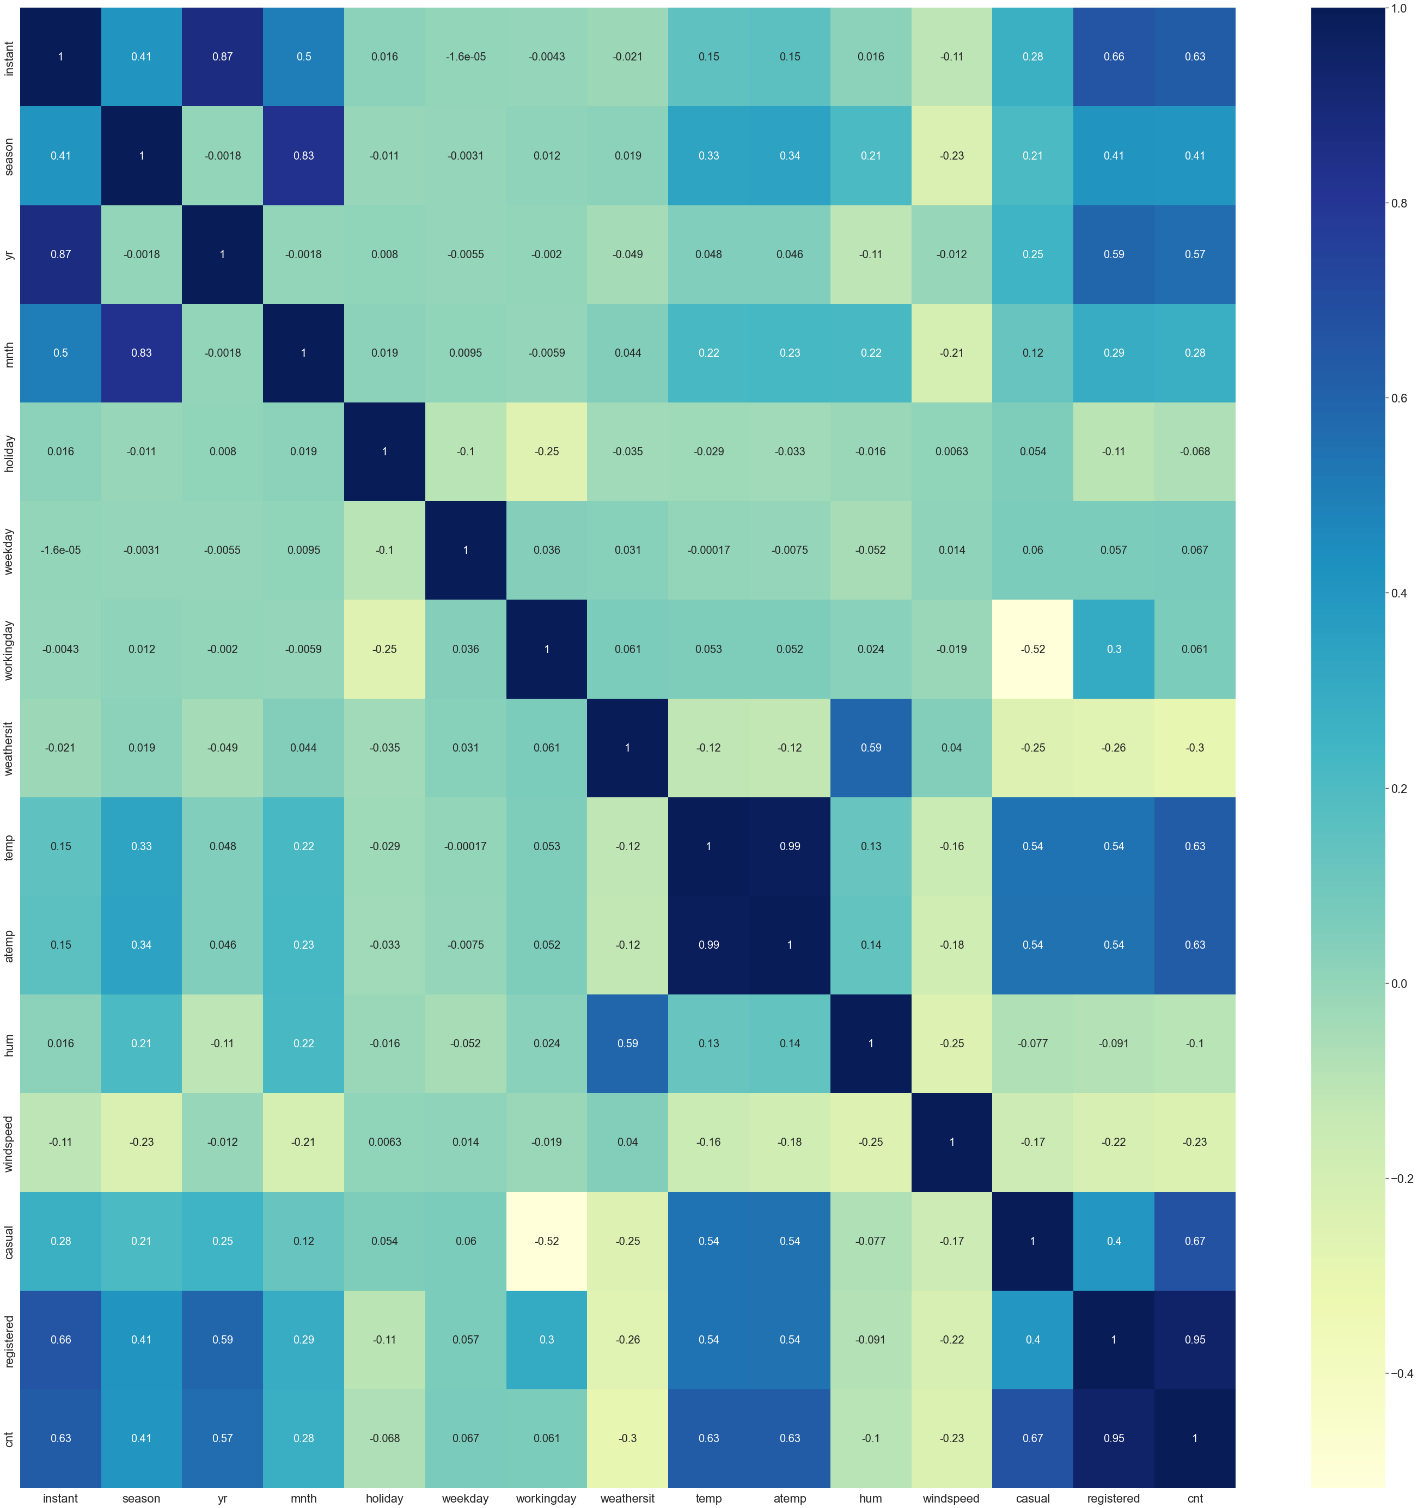 instant 1 0.41 0.87 0.5 0.016 -1.6e-05 -0.0043 -0.021 0.15 0.15 0.016 -0.11 0.28 0.66 0.63
season 0.41 1 -0.0018 0.83 -0.011 -0.0031 0.012 0.019 0.33 0.34 0.21 -0.23 0.21 0.41 0.41
yr 0.87 -0.0018 1 -0.0018 0.008 -0.0055 -0.002 -0.049 0.048 0.046 -0.11 -0.012 0.25 0.59 0.57
mnth 0.5 0.83 -0.0018 1 0.019 0.0095 -0.0059 0.044 0.22 0.23 0.22 -0.21 0.12 0.29 0.28
holiday 0.016 -0.011 0.008 0.019 1 -0.1 -0.25 -0.035 -0.029 -0.033 -0.016 0.0063 0.054 -0.11 -0.068
weekday -1.6e-05 -0.0031 -0.0055 0.0095 -0.1 1 0.036 0.031 -0.00017 -0.0075 -0.052 0.014 0.06 0.057 0.067
workingday -0.0043 0.012 -0.002 -0.0059 -0.25 0.036 1 0.061 0.053 0.052 0.024 -0.019 -0.52 0.3 0.061
weathersit -0.021 0.019 -0.049 0.044 -0.035 0.031 0.061 1 -0.12 -0.12 0.59 0.04 -0.25 -0.26 -0.3
temp 0.15 0.33 0.048 0.22 -0.029 -0.00017 0.053 -0.12 1 0.99 0.13 -0.16 0.54 0.54 0.63
atemp 0.15 0.34 0.046 0.23 -0.033 -0.0075 0.052 -0.12 0.99 1 0.14 -0.18 0.54 0.54 0.63
hum 0.016 0.21 -0.11 0.22 -0.016 -0.052 0.024 0.59 0.13 0.14 1 -0.25 -0.077 -0.091 -0.1
windspeed -0.11 -0.23 -0.012 -0.21 0.0063 0.014 -0.019 0.04 -0.16 -0.18 -0.25 1 -0.17 -0.22 -0.23
casual 0.28 0.21 0.25 0.12 0.054 0.06 -0.52 -0.25 0.54 0.54 -0.077 -0.17 1 0.4 0.67
registered 0.66 0.41 0.59 0.29 -0.11 0.057 0.3 -0.26 0.54 0.54 -0.091 -0.22 0.4 1 0.95
cnt 0.63 0.41 0.57 0.28 -0.068 0.067 0.061 -0.3 0.63 0.63 -0.1 -0.23 0.67 0.95 1
instant season yr mnth holiday weekday workingday weathersit temp atemp hum windspeed casual registered cnt
1.0
0.8
0.6
0.4
0.2
0.0
−0.2
−0.4